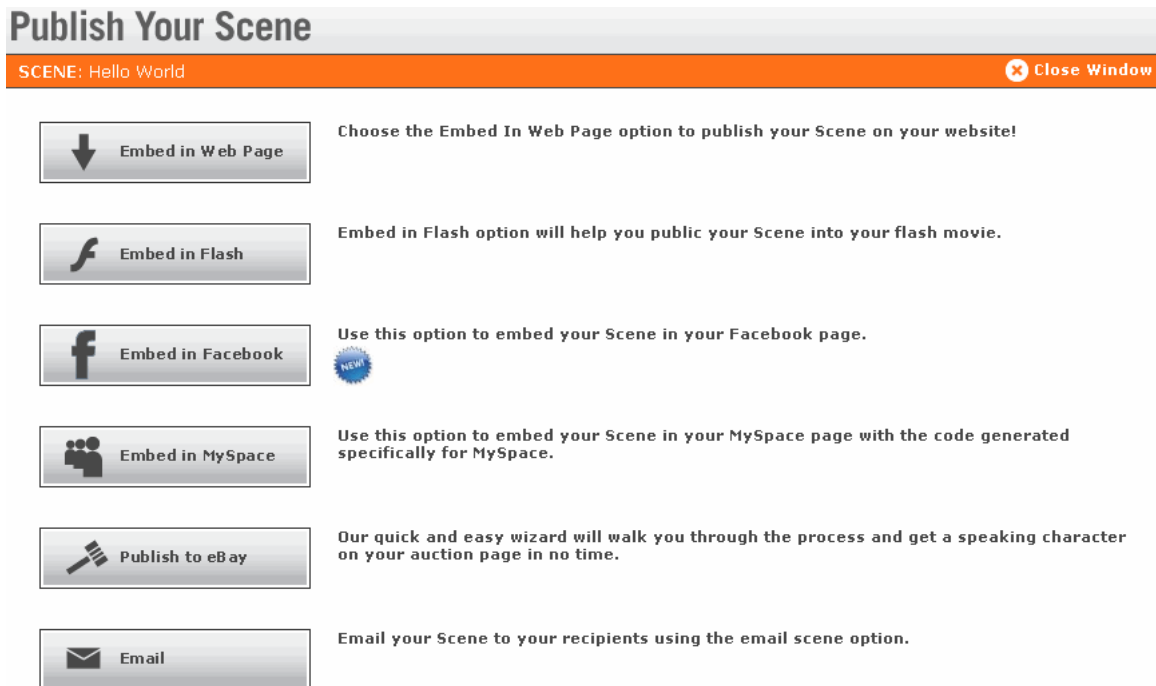 Publish Your Scene
SCENE: Hello World
Close Window
Embed in Web Page
Choose the Embed In Web Page option to publish your Scene on your website!
Embed in Flash
Embed in Flash option will help you public your Scene into your flash movie.
Embed in Facebook
Use this option to embed your Scene in your Facebook page.
NEW!
Embed in MySpace
Use this option to embed your Scene in your MySpace page with the code generated
specifically for MySpace.
Publish to eBay
Our quick and easy wizard will walk you through the process and get a speaking character
on your auction page in no time.
Email
Email your Scene to your recipients using the email scene option.